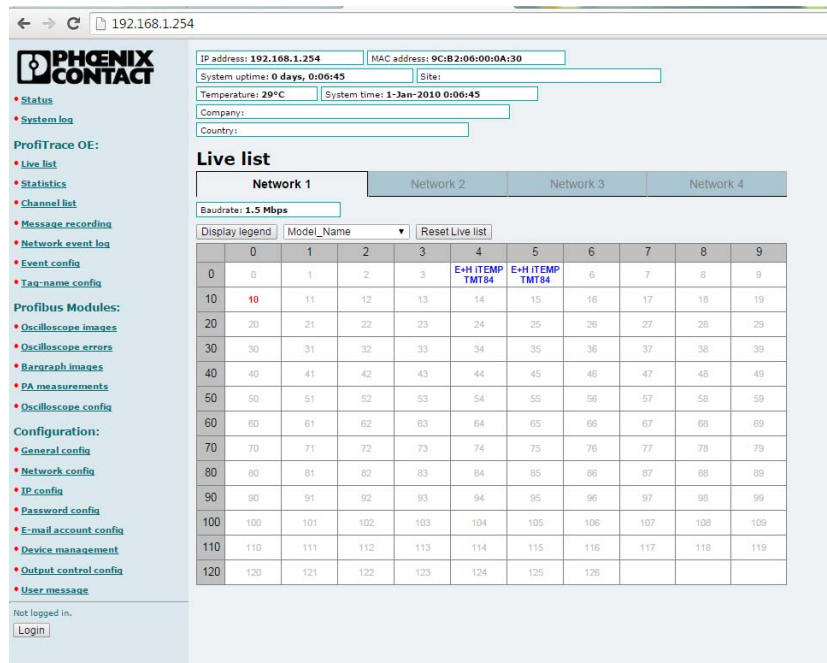 192.168.1.254
PHŒNIX
CONTACT
Status
System log
ProfiTrace OE:
Live list
Statistics
Channel list
Message recording
Network event log
Event config
Tag-name config
Profibus Modules:
Oscilloscope images
Oscilloscope errors
Bargraph images
PA measurements
Oscilloscope config
Configuration:
General config
Network config
IP config
Password config
E-mail account config
Device management
Output control config
User message
Not logged in.
Login
IP address: 192.168.1.254 MAC address: 9C:B2:06:00:0A:30
System uptime: 0 days, 0:06:45 Site:
Temperature: 29°C System time: 1-Jan-2010 0:06:45
Company:
Country:
Live list
Network 1 Network 2 Network 3 Network 4
Baudrate: 1.5 Mbps
Display legend Model_Name Reset Live list
0 1 2 3 4 5 6 7 8 9
0 0 1 2 3 E+H iTEMP TMT84 E+H iTEMP TMT84 6 7 8 9
10 10 11 12 13 14 15 16 17 18 19
20 20 21 22 23 24 25 26 27 28 29
30 30 31 32 33 34 35 36 37 38 39
40 40 41 42 43 44 45 46 47 48 49
50 50 51 52 53 54 55 56 57 58 59
60 60 61 62 63 64 65 66 67 68 69
70 70 71 72 73 74 75 76 77 78 79
80 80 81 82 83 84 85 86 87 88 89
90 90 91 92 93 94 95 96 97 98 99
100 100 101 102 103 104 105 106 107 108 109
110 110 111 112 113 114 115 116 117 118 119
120 120 121 122 123 124 125 126